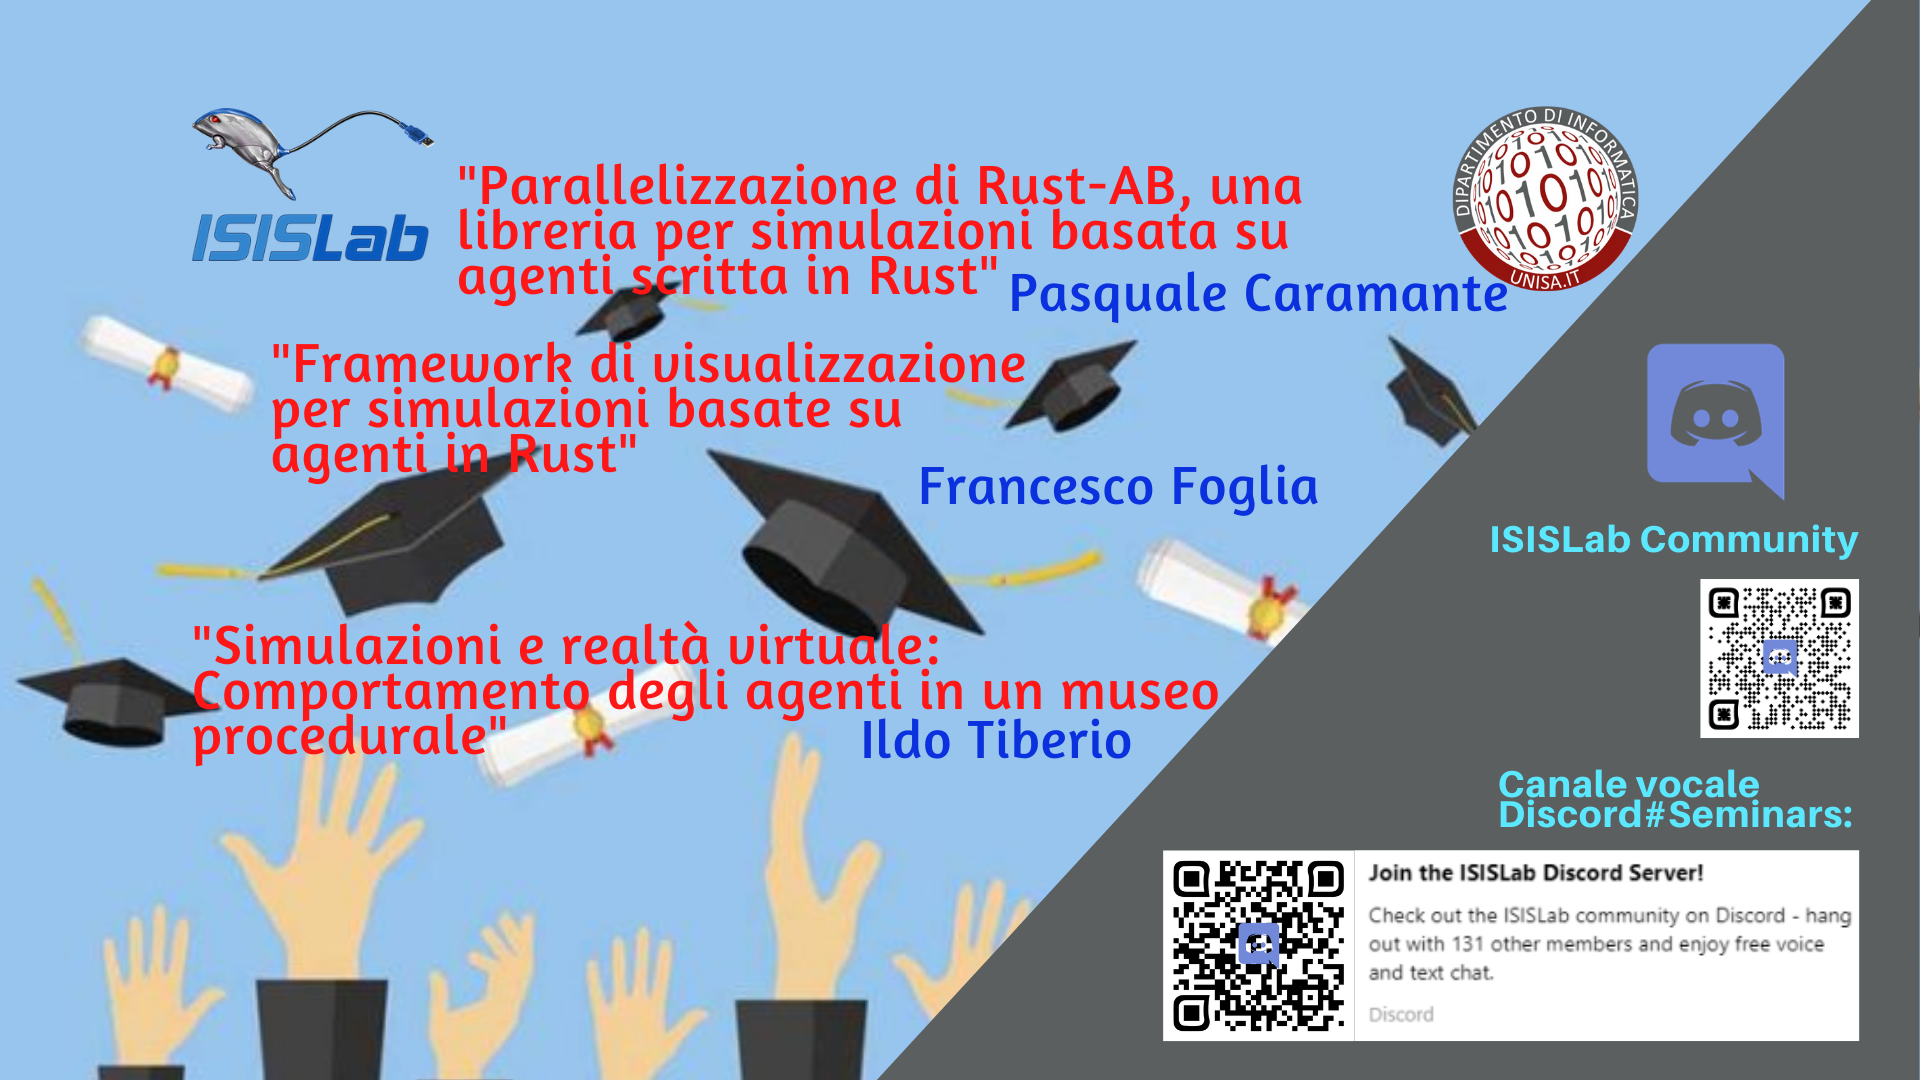 ISISLab
"Parallelizzazione di Rust-AB, una
libreria per simulazioni basata su
agenti scritta in Rust"
Pasquale Caramante
DIPARTIMENTO DI INFORMATICA
UNISA.IT
"Framework di visualizzazione
per simulazioni basate su
agenti in Rust"
Francesco Foglia
"Simulazioni e realtà virtuale:
Comportamento degli agenti in un museo
procedurale"
Ildo Tiberio
ISISLab Community
Canale vocale
Discord#Seminars:
Join the ISISLab Discord Server!
Check out the ISISLab community on Discord - hang
out with 131 other members and enjoy free voice
and text chat.
Discord